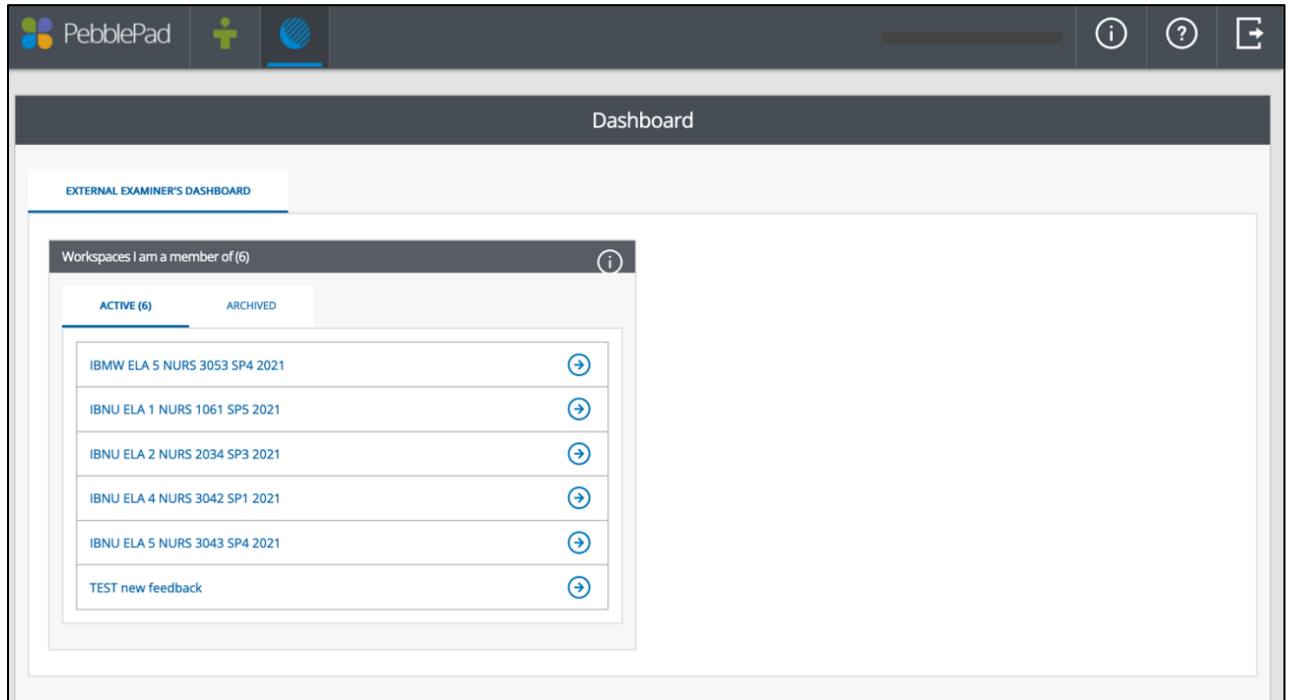 PebblePad
Dashboard
EXTERNAL EXAMINER'S DASHBOARD
Workspaces I am a member of (6)
ACTIVE (6) ARCHIVED
IBMW ELA 5 NURS 3053 SP4 2021
IBNU ELA 1 NURS 1061 SP5 2021
IBNU ELA 2 NURS 2034 SP3 2021
IBNU ELA 4 NURS 3042 SP1 2021
IBNU ELA 5 NURS 3043 SP4 2021
TEST new feedback